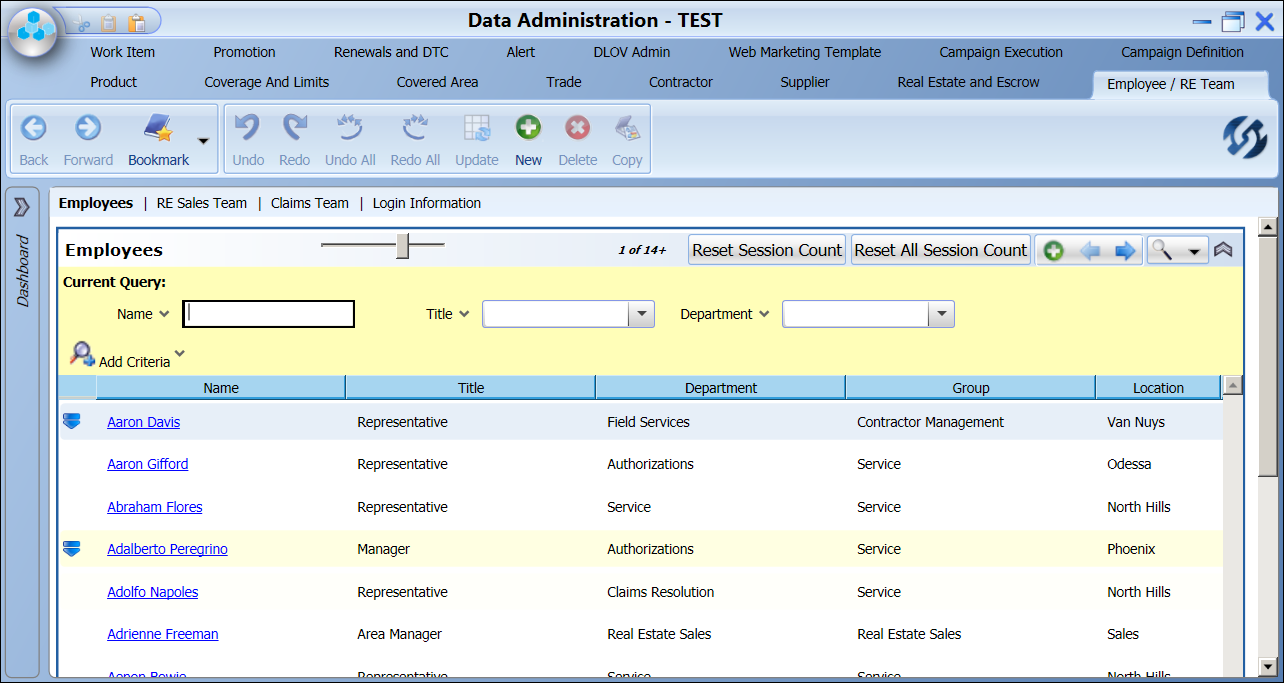 Data Administration - TEST
Work Item Promotion Renewals and DTC Alert DLOV Admin Web Marketing Template Campaign Execution Campaign Definition
Product Coverage And Limits Covered Area Trade Contractor Supplier Real Estate and Escrow Employee / RE Team
Back Forward Bookmark Undo Redo Undo All Redo All Update New Delete Copy
Dashboard
Employees | RE Sales Team | Claims Team | Login Information
Employees 1 of 14+ Reset Session Count Reset All Session Count
Current Query:
Name Title Department
Add Criteria
Name Title Department Group Location
Aaron Davis Representative Field Services Contractor Management Van Nuys
Aaron Gifford Representative Authorizations Service Odessa
Abraham Flores Representative Service Service North Hills
Adalberto Peregrino Manager Authorizations Service Phoenix
Adolfo Napoles Representative Claims Resolution Service North Hills
Adrienne Freeman Area Manager Real Estate Sales Real Estate Sales Sales
Representative Service Service North Hills